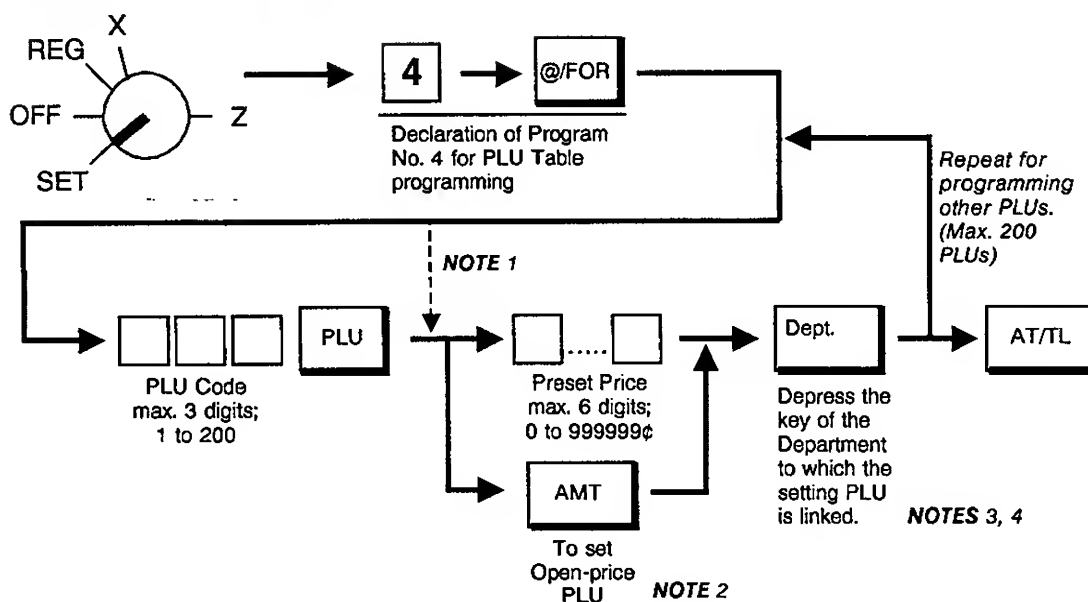 X
REG
OFF
Z
SET
4
@/FOR
Declaration of Program
No. 4 for PLU Table
programming
Repeat for
programming
other PLUs.
(Max. 200
PLUs)
NOTE 1
PLU
PLU Code
max. 3 digits;
1 to 200
.....
Preset Price
max. 6 digits;
0 to 999999¢
AMT
To set
Open-price
PLU
NOTE 2
Dept.
Depress the
key of the
Department
to which the
setting PLU
is linked.
NOTES 3, 4
AT/TL